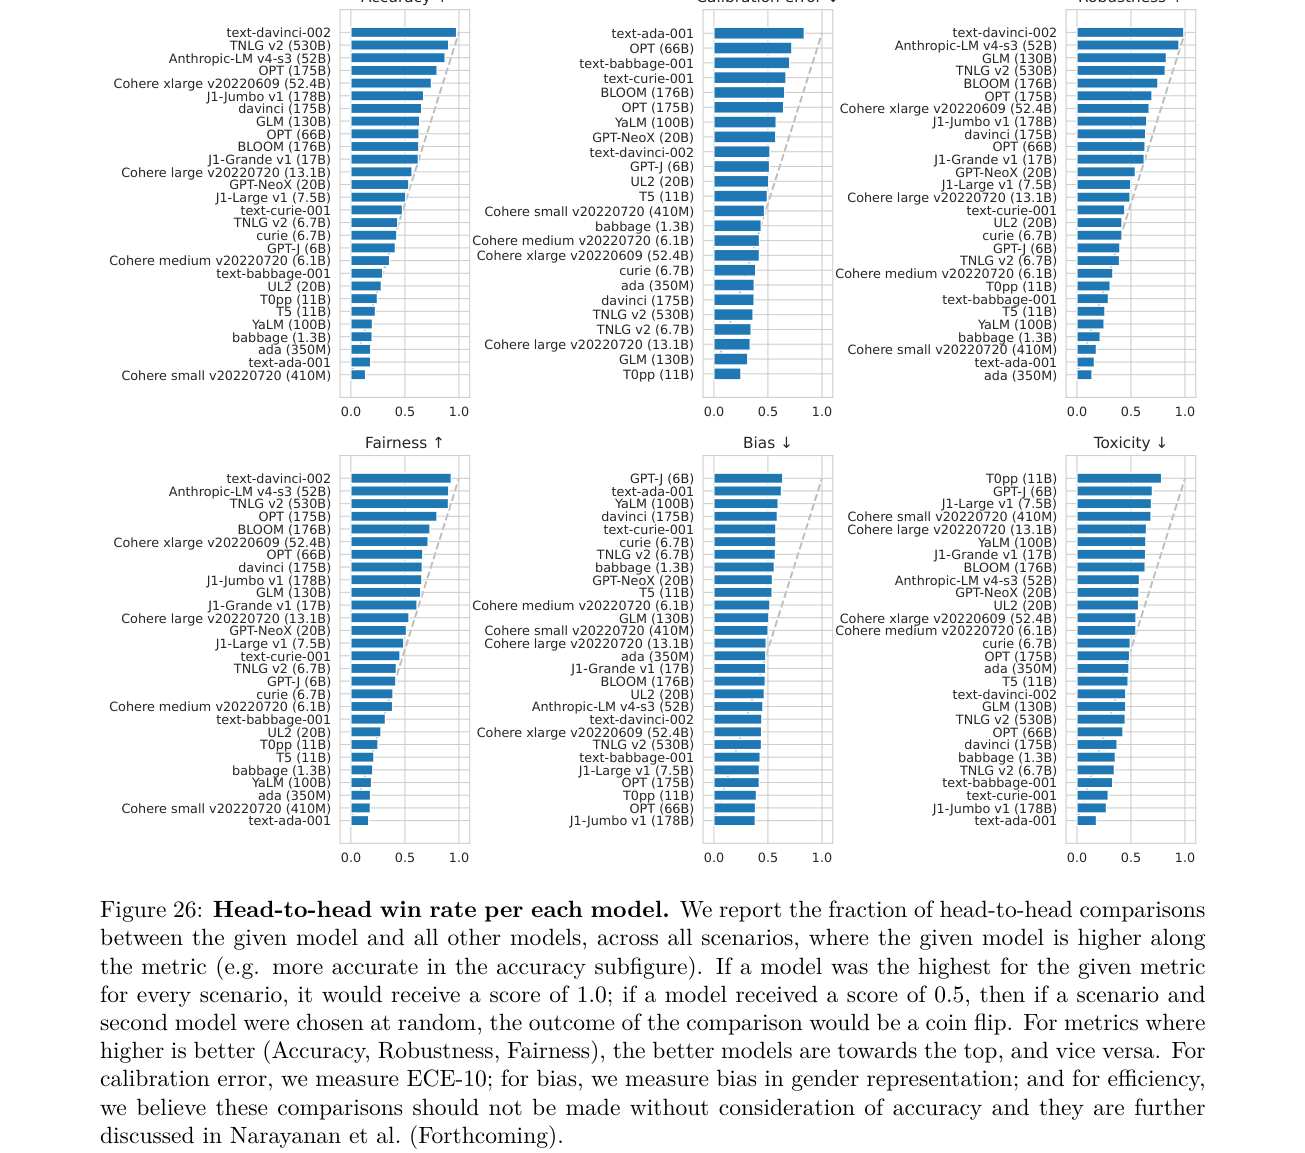 Accuracy ↑
text-davinci-002
TNLG v2 (530B)
Anthropic-LM v4-s3 (52B)
OPT (175B)
Cohere xlarge v20220609 (52.4B)
J1-Jumbo v1 (178B)
davinci (175B)
GLM (130B)
OPT (66B)
BLOOM (176B)
J1-Grande v1 (17B)
Cohere large v20220720 (13.1B)
GPT-NeoX (20B)
J1-Large v1 (7.5B)
text-curie-001
TNLG v2 (6.7B)
curie (6.7B)
GPT-J (6B)
Cohere medium v20220720 (6.1B)
text-babbage-001
UL2 (20B)
T0pp (11B)
T5 (11B)
YaLM (100B)
babbage (1.3B)
ada (350M)
text-ada-001
Cohere small v20220720 (410M)
0.0 0.5 1.0
Calibration error ↓
text-ada-001
OPT (66B)
text-babbage-001
text-curie-001
BLOOM (176B)
OPT (175B)
YaLM (100B)
GPT-NeoX (20B)
text-davinci-002
GPT-J (6B)
UL2 (20B)
T5 (11B)
Cohere small v20220720 (410M)
babbage (1.3B)
Cohere medium v20220720 (6.1B)
Cohere xlarge v20220609 (52.4B)
curie (6.7B)
ada (350M)
davinci (175B)
TNLG v2 (530B)
TNLG v2 (6.7B)
Cohere large v20220720 (13.1B)
GLM (130B)
T0pp (11B)
0.0 0.5 1.0
Robustness ↑
text-davinci-002
Anthropic-LM v4-s3 (52B)
GLM (130B)
TNLG v2 (530B)
BLOOM (176B)
OPT (175B)
Cohere xlarge v20220609 (52.4B)
J1-Jumbo v1 (178B)
davinci (175B)
OPT (66B)
J1-Grande v1 (17B)
GPT-NeoX (20B)
J1-Large v1 (7.5B)
Cohere large v20220720 (13.1B)
text-curie-001
UL2 (20B)
curie (6.7B)
GPT-J (6B)
TNLG v2 (6.7B)
Cohere medium v20220720 (6.1B)
T0pp (11B)
text-babbage-001
T5 (11B)
YaLM (100B)
babbage (1.3B)
Cohere small v20220720 (410M)
text-ada-001
ada (350M)
0.0 0.5 1.0
Fairness ↑
text-davinci-002
Anthropic-LM v4-s3 (52B)
TNLG v2 (530B)
OPT (175B)
BLOOM (176B)
Cohere xlarge v20220609 (52.4B)
OPT (66B)
davinci (175B)
J1-Jumbo v1 (178B)
GLM (130B)
J1-Grande v1 (17B)
Cohere large v20220720 (13.1B)
GPT-NeoX (20B)
J1-Large v1 (7.5B)
text-curie-001
TNLG v2 (6.7B)
GPT-J (6B)
curie (6.7B)
Cohere medium v20220720 (6.1B)
text-babbage-001
UL2 (20B)
T0pp (11B)
T5 (11B)
babbage (1.3B)
YaLM (100B)
ada (350M)
Cohere small v20220720 (410M)
text-ada-001
0.0 0.5 1.0
Bias ↓
GPT-J (6B)
text-ada-001
YaLM (100B)
davinci (175B)
text-curie-001
curie (6.7B)
TNLG v2 (6.7B)
babbage (1.3B)
GPT-NeoX (20B)
T5 (11B)
Cohere medium v20220720 (6.1B)
GLM (130B)
Cohere small v20220720 (410M)
Cohere large v20220720 (13.1B)
ada (350M)
J1-Grande v1 (17B)
BLOOM (176B)
UL2 (20B)
Anthropic-LM v4-s3 (52B)
text-davinci-002
Cohere xlarge v20220609 (52.4B)
TNLG v2 (530B)
text-babbage-001
J1-Large v1 (7.5B)
OPT (175B)
T0pp (11B)
OPT (66B)
J1-Jumbo v1 (178B)
0.0 0.5 1.0
Toxicity ↓
T0pp (11B)
GPT-J (6B)
J1-Large v1 (7.5B)
Cohere small v20220720 (410M)
Cohere large v20220720 (13.1B)
YaLM (100B)
J1-Grande v1 (17B)
BLOOM (176B)
Anthropic-LM v4-s3 (52B)
GPT-NeoX (20B)
UL2 (20B)
Cohere xlarge v20220609 (52.4B)
Cohere medium v20220720 (6.1B)
curie (6.7B)
OPT (175B)
ada (350M)
T5 (11B)
text-davinci-002
GLM (130B)
TNLG v2 (530B)
OPT (66B)
davinci (175B)
babbage (1.3B)
TNLG v2 (6.7B)
text-babbage-001
text-curie-001
J1-Jumbo v1 (178B)
text-ada-001
0.0 0.5 1.0
Figure 26: Head-to-head win rate per each model. We report the fraction of head-to-head comparisons
between the given model and all other models, across all scenarios, where the given model is higher along
the metric (e.g. more accurate in the accuracy subfigure). If a model was the highest for the given metric
for every scenario, it would receive a score of 1.0; if a model received a score of 0.5, then if a scenario and
second model were chosen at random, the outcome of the comparison would be a coin flip. For metrics where
higher is better (Accuracy, Robustness, Fairness), the better models are towards the top, and vice versa. For
calibration error, we measure ECE-10; for bias, we measure bias in gender representation; and for efficiency,
we believe these comparisons should not be made without consideration of accuracy and they are further
discussed in Narayanan et al. (Forthcoming).